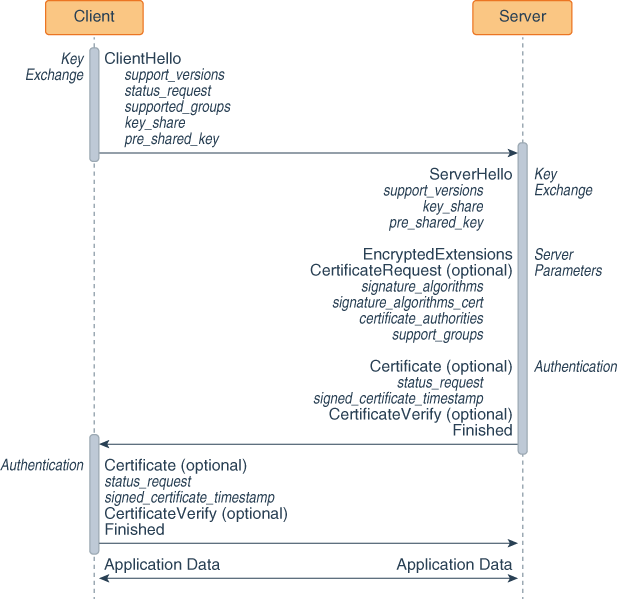 Client
Server
Key
Exchange
ClientHello
support_versions
status_request
supported_groups
key_share
pre_shared_key
ServerHello
support_versions
key_share
pre_shared_key
Key
Exchange
EncryptedExtensions
CertificateRequest (optional)
signature_algorithms
signature_algorithms_cert
certificate_authorities
support_groups
Server
Parameters
Certificate (optional)
status_request
signed_certificate_timestamp
CertificateVerify (optional)
Finished
Authentication
Authentication
Certificate (optional)
status_request
signed_certificate_timestamp
CertificateVerify (optional)
Finished
Application Data
Application Data